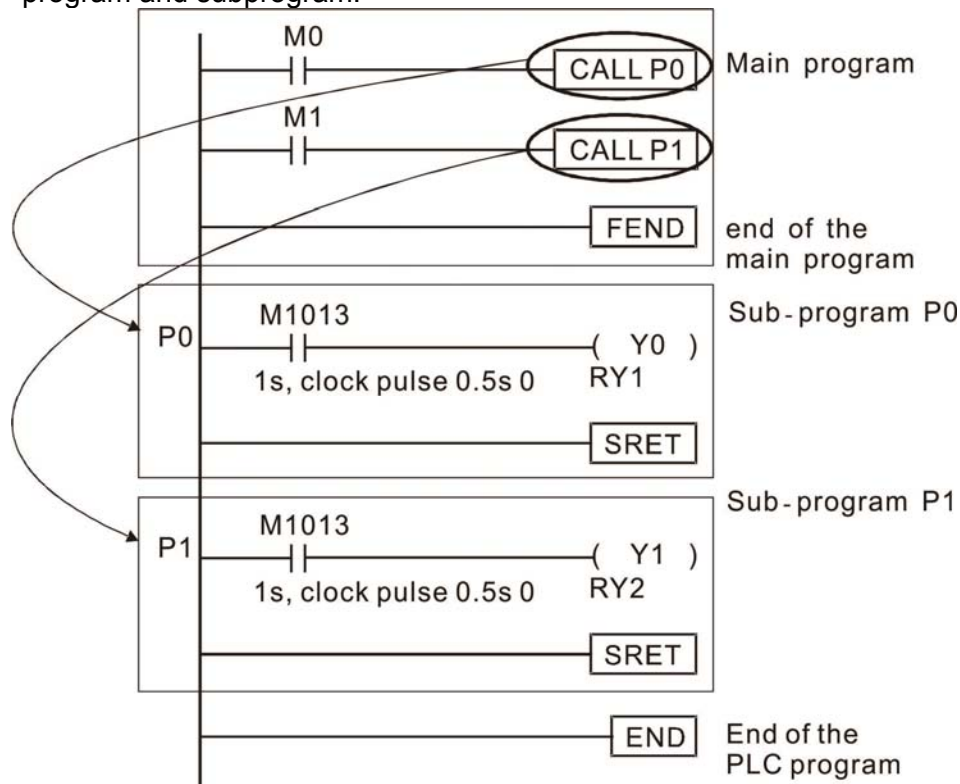 program and subprogram.
M0
CALL P0
Main program
M1
CALL P1
FEND
end of the
main program
Sub-program P0
P0
M1013
( Y0 )
1s, clock pulse 0.5s 0
RY1
SRET
Sub-program P1
P1
M1013
( Y1 )
1s, clock pulse 0.5s 0
RY2
SRET
END
End of the
PLC program